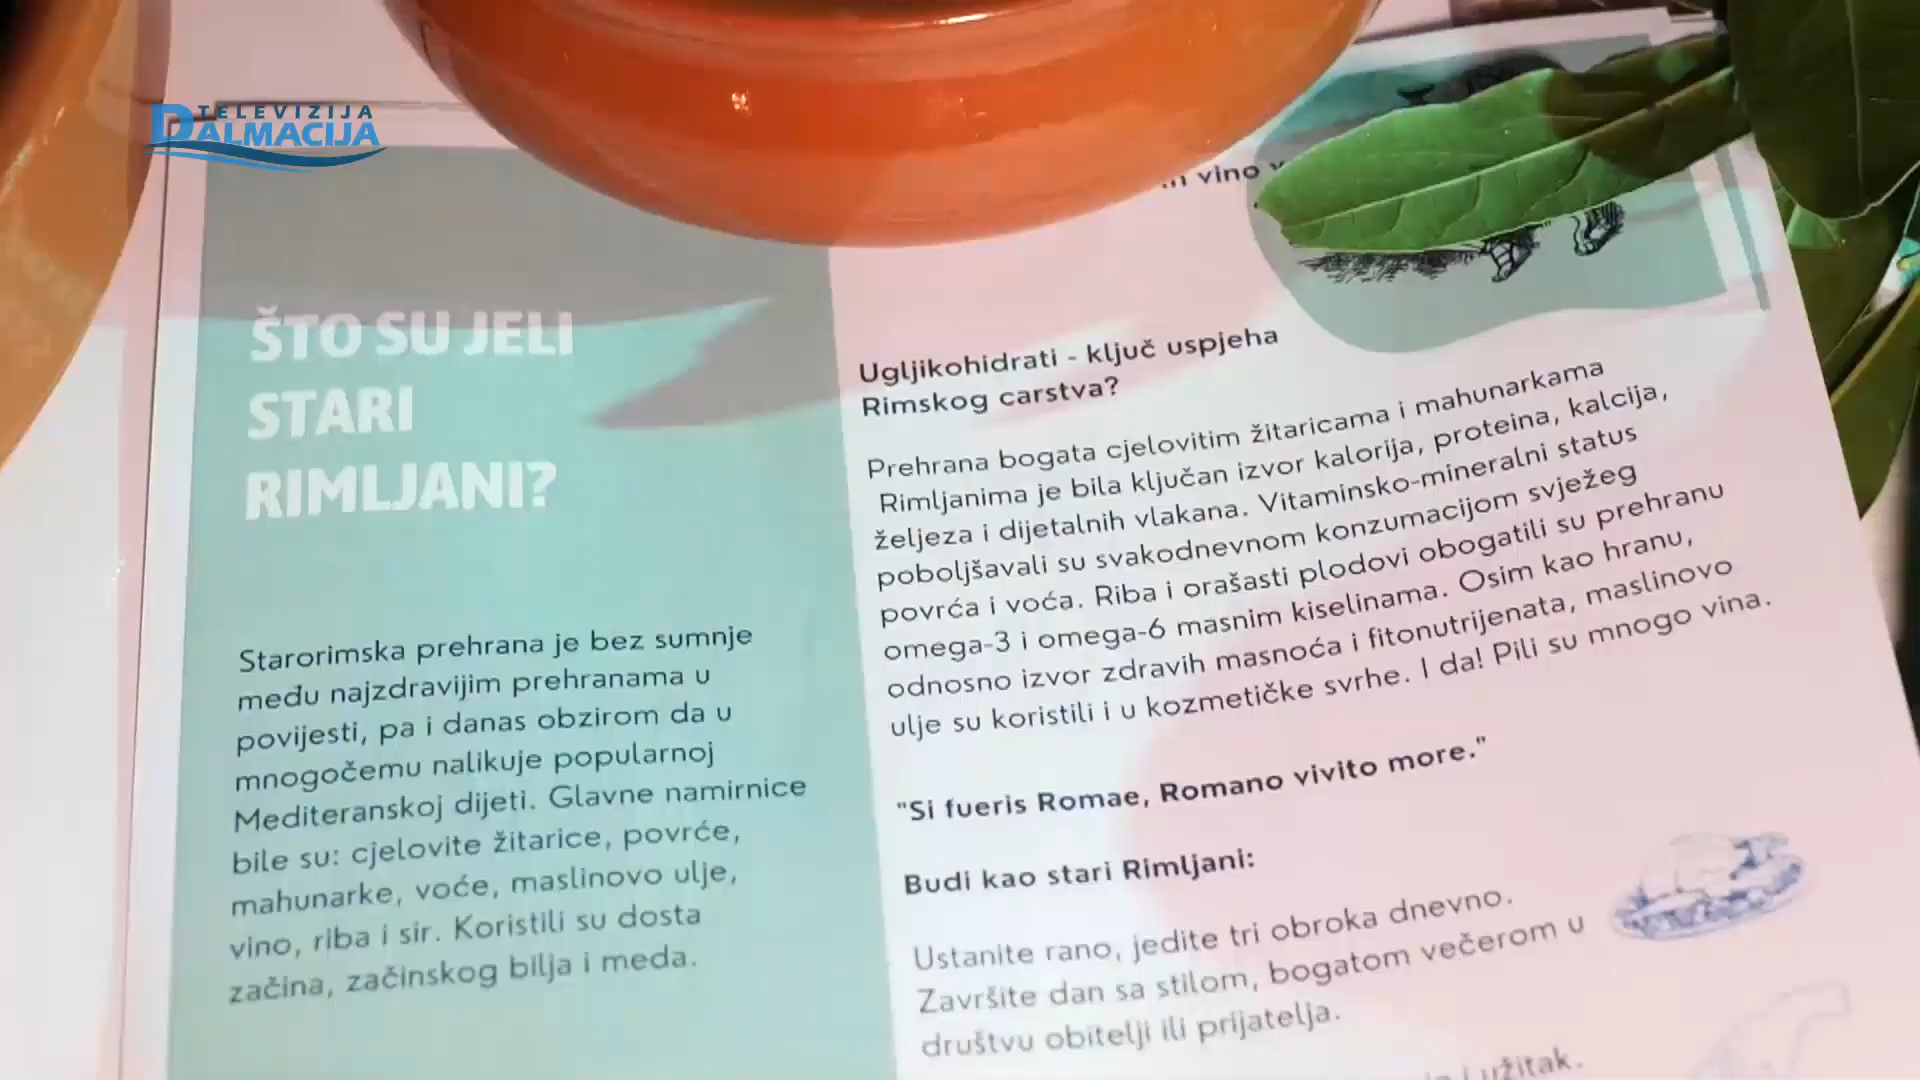 TELEVIZIJA
DALMACIJA
ŠTO SU JELI
STARI
RIMLJANI?
Starorimska prehrana je bez sumnje
među najzdravijim prehranama u
povijesti, pa i danas obzirom da u
mnogočemu nalikuje popularnoj
Mediteranskoj dijeti. Glavne namirnice
bile su: cjelovite žitarice, povrće,
mahunarke, voće, maslinovo ulje,
vino, riba i sir. Koristili su dosta
začina, začinskog bilja i meda.
vino
Ugljikohidrati - ključ uspjeha
Rimskog carstva?
Prehrana bogata cjelovitim žitaricama i mahunarkama
Rimljanima je bila ključan izvor kalorija, proteina, kalcija,
željeza i dijetalnih vlakana. Vitaminsko-mineralni status
poboljšavali su svakodnevnom konzumacijom svježeg
povrća i voća. Riba i orašasti plodovi obogatili su prehranu
omega-3 i omega-6 masnim kiselinama. Osim kao hranu,
odnosno izvor zdravih masnoća i fitonutrijenata, maslinovo
ulje su koristili i u kozmetičke svrhe. I da! Pili su mnogo vina.
"Si fueris Romae, Romano vivito more."
Budi kao stari Rimljani:
Ustanite rano, jedite tri obroka dnevno.
Završite dan sa stilom, bogatom večerom u
društvu obitelji ili prijatelja.
i užitak.